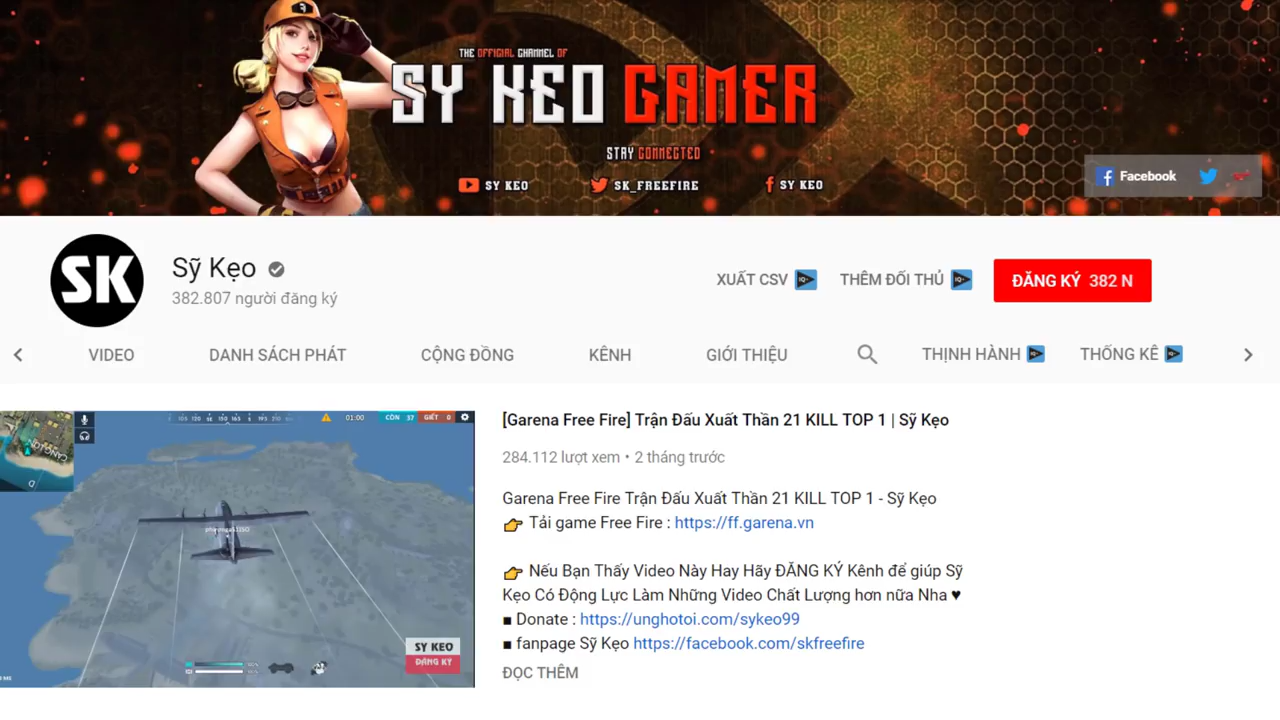 THE OFFICIAL CHANNEL OF
SY KEO GAMER
STAY CONNECTED
SY KEO
SK_FREEFIRE
SY KEO
Facebook
SK
Sỹ Kẹo
382.807 người đăng ký
XUẤT CSV
THÊM ĐỐI THỦ
ĐĂNG KÝ 382 N
VIDEO
DANH SÁCH PHÁT
CỘNG ĐỒNG
KÊNH
GIỚI THIỆU
THỊNH HÀNH
THỐNG KÊ
01:00
CÒN 37
GIẾT 0
SY KEO
ĐĂNG KÝ
[Garena Free Fire] Trận Đấu Xuất Thần 21 KILL TOP 1 | Sỹ Kẹo
284.112 lượt xem • 2 tháng trước
Garena Free Fire Trận Đấu Xuất Thần 21 KILL TOP 1 - Sỹ Kẹo
👉 Tải game Free Fire : https://ff.garena.vn
👉 Nếu Bạn Thấy Video Này Hay Hãy ĐĂNG KÝ Kênh để giúp Sỹ
Kẹo Có Động Lực Làm Những Video Chất Lượng hơn nữa Nha ♥
■ Donate : https://unghotoi.com/sykeo99
■ fanpage Sỹ Kẹo https://facebook.com/skfreefire
ĐỌC THÊM